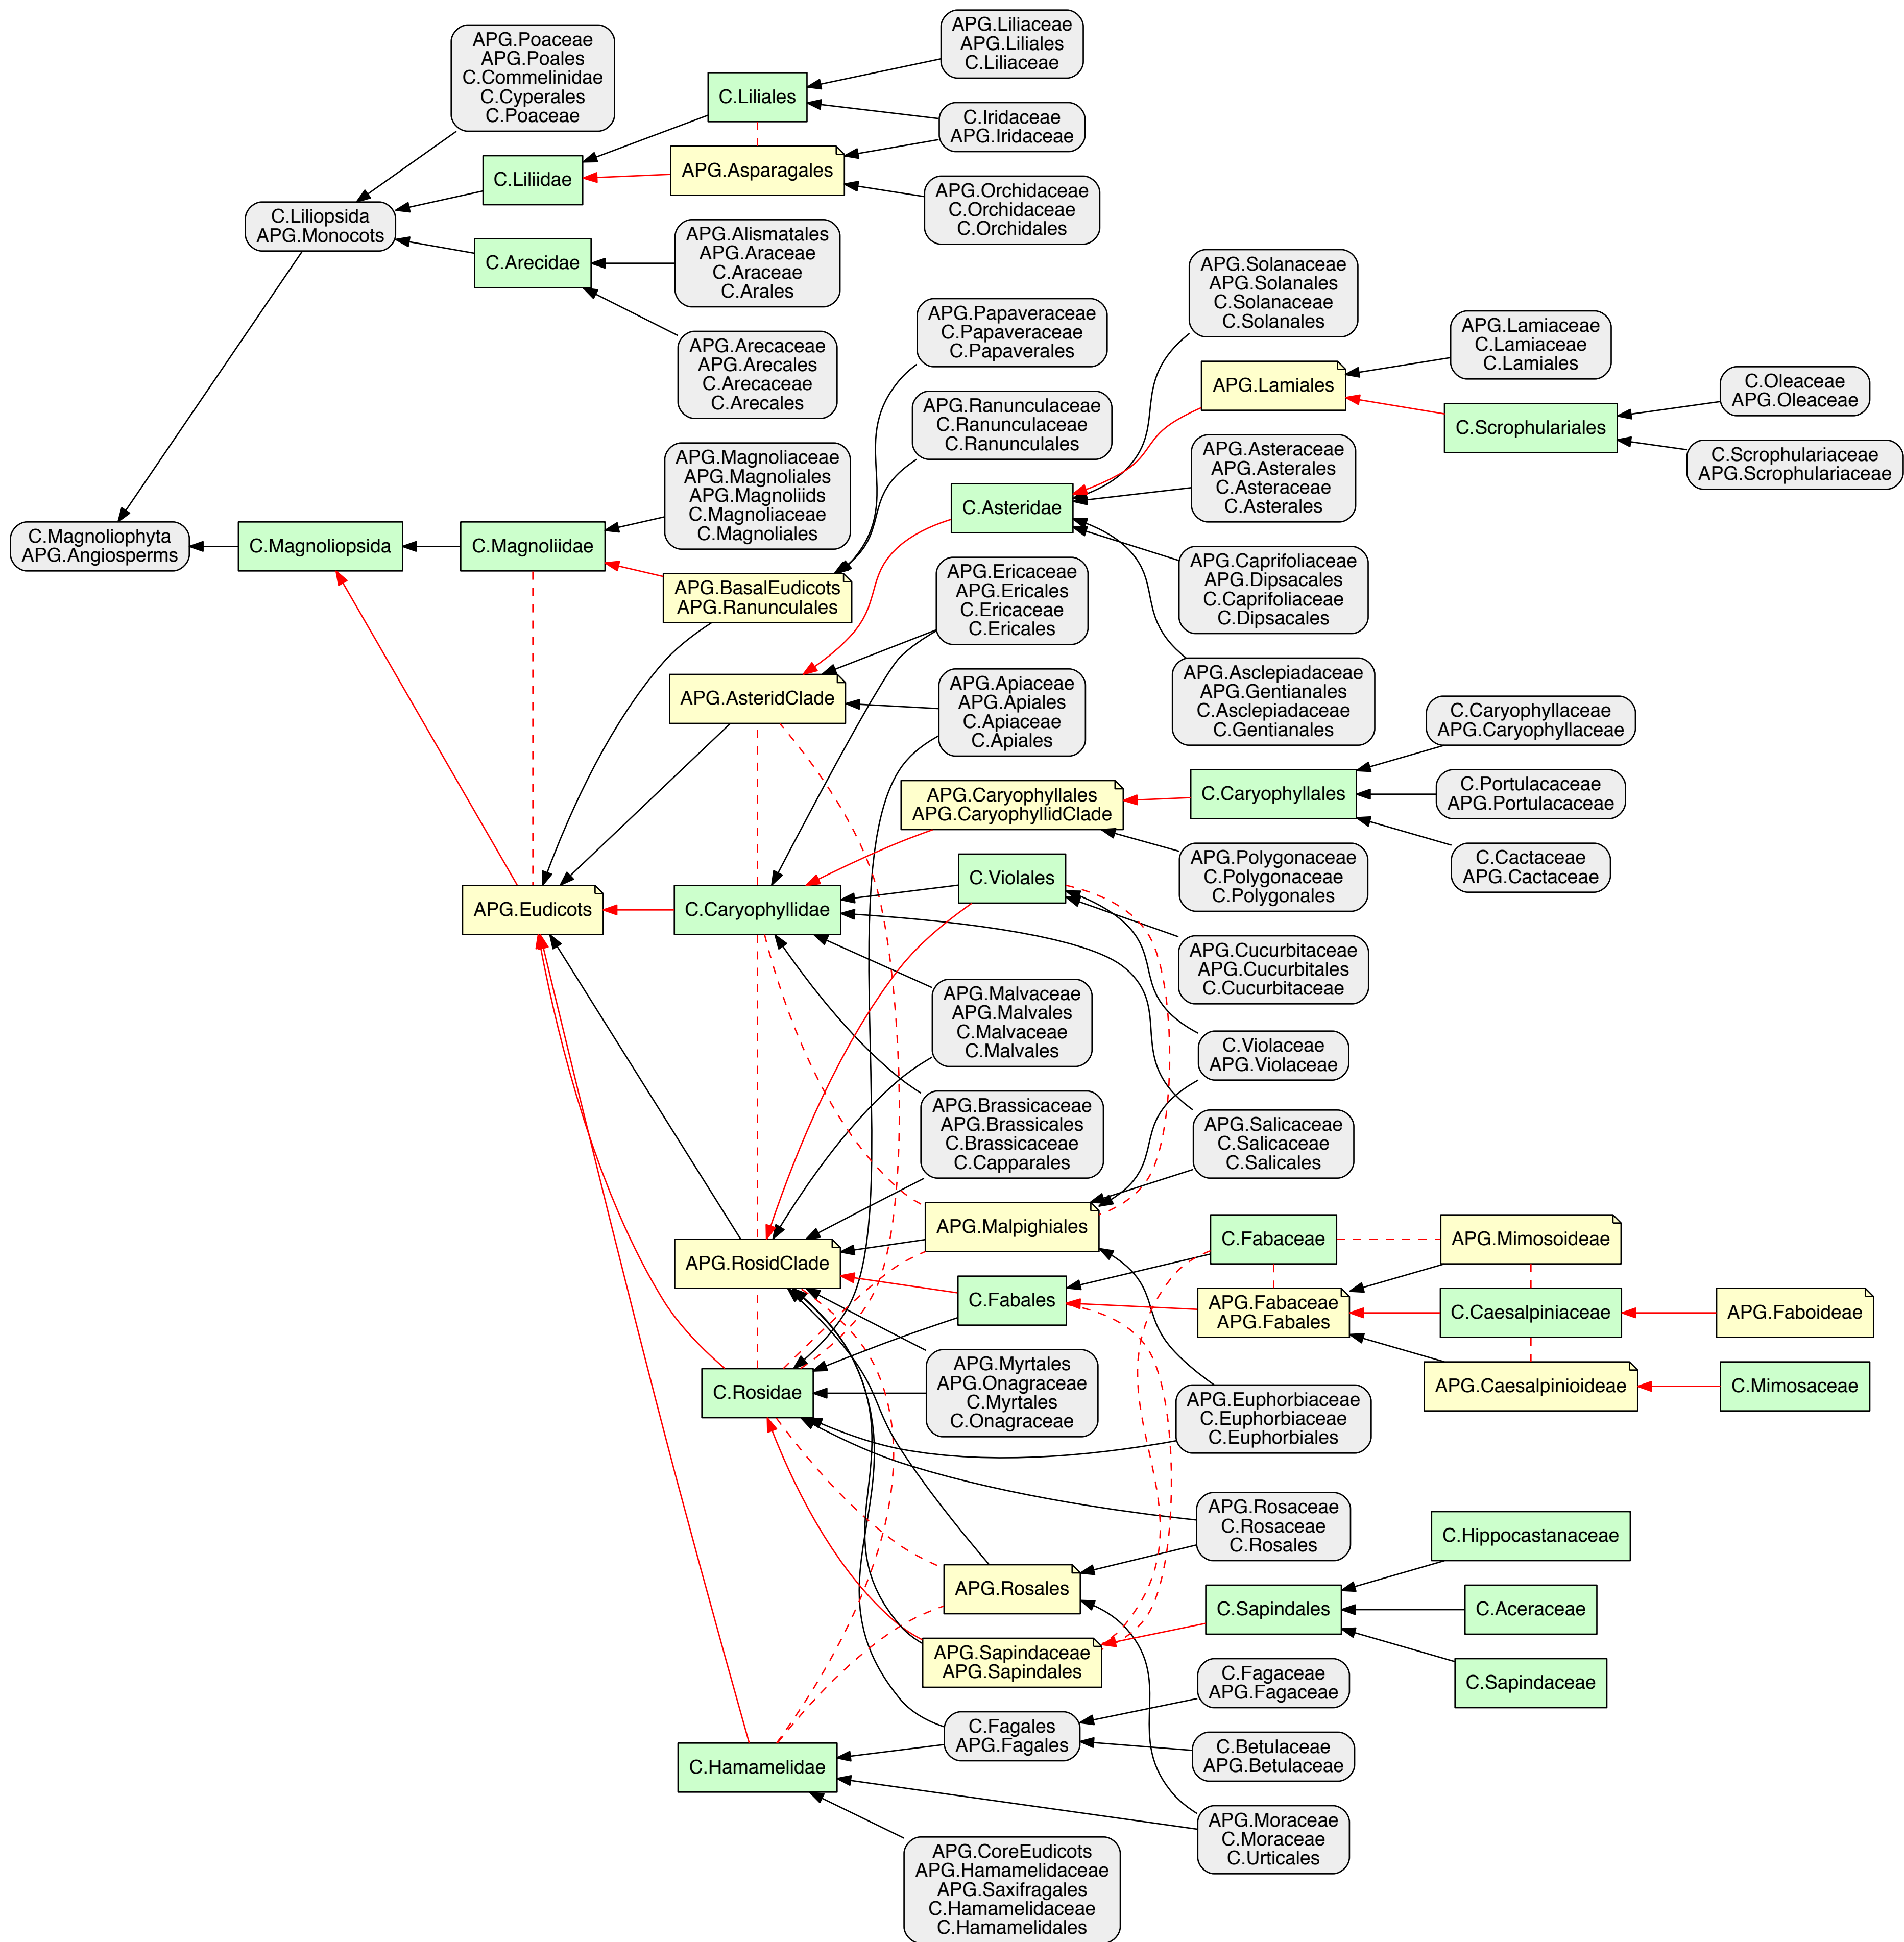 APG.Poaceae
APG.Poales
C.Commelinidae
C.Cyperales
C.Poaceae
C.Liliales
APG.Liliaceae
APG.Liliales
C.Liliaceae
C.Iridaceae
APG.Iridaceae
C.Liliidae
APG.Asparagales
APG.Orchidaceae
C.Orchidaceae
C.Orchidales
C.Liliopsida
APG.Monocots
C.Arecidae
APG.Alismatales
APG.Araceae
C.Araceae
C.Arales
APG.Arecaceae
APG.Arecales
C.Arecaceae
C.Arecales
APG.Papaveraceae
C.Papaveraceae
C.Papaverales
APG.Solanaceae
APG.Solanales
C.Solanaceae
C.Solanales
APG.Lamiaceae
C.Lamiaceae
C.Lamiales
APG.Lamiales
C.Oleaceae
APG.Oleaceae
C.Scrophulariales
C.Scrophulariaceae
APG.Scrophulariaceae
APG.Ranunculaceae
C.Ranunculaceae
C.Ranunculales
APG.Asteraceae
APG.Asterales
C.Asteraceae
C.Asterales
APG.Magnoliaceae
APG.Magnoliales
APG.Magnoliids
C.Magnoliaceae
C.Magnoliales
C.Asteridae
C.Magnoliophyta
APG.Angiosperms
C.Magnoliopsida
C.Magnoliidae
APG.BasalEudicots
APG.Ranunculales
APG.Ericaceae
APG.Ericales
C.Ericaceae
C.Ericales
APG.Caprifoliaceae
APG.Dipsacales
C.Caprifoliaceae
C.Dipsacales
APG.AsteridClade
APG.Apiaceae
APG.Apiales
C.Apiaceae
C.Apiales
APG.Asclepiadaceae
APG.Gentianales
C.Asclepiadaceae
C.Gentianales
C.Caryophyllaceae
APG.Caryophyllaceae
APG.Caryophyllales
APG.CaryophyllidClade
C.Caryophyllales
C.Portulacaceae
APG.Portulacaceae
APG.Polygonaceae
C.Polygonaceae
C.Polygonales
C.Cactaceae
APG.Cactaceae
C.Violales
APG.Eudicots
C.Caryophyllidae
APG.Cucurbitaceae
APG.Cucurbitales
C.Cucurbitaceae
APG.Malvaceae
APG.Malvales
C.Malvaceae
C.Malvales
C.Violaceae
APG.Violaceae
APG.Brassicaceae
APG.Brassicales
C.Brassicaceae
C.Capparales
APG.Salicaceae
C.Salicaceae
C.Salicales
APG.Malpighiales
C.Fabaceae
APG.Mimosoideae
APG.RosidClade
C.Fabales
APG.Fabaceae
APG.Fabales
C.Caesalpiniaceae
APG.Faboideae
C.Rosidae
APG.Myrtales
APG.Onagraceae
C.Myrtales
C.Onagraceae
APG.Caesalpinioideae
C.Mimosaceae
APG.Euphorbiaceae
C.Euphorbiaceae
C.Euphorbiales
APG.Rosaceae
C.Rosaceae
C.Rosales
C.Hippocastanaceae
APG.Rosales
C.Sapindales
C.Aceraceae
APG.Sapindaceae
APG.Sapindales
C.Sapindaceae
C.Fagaceae
APG.Fagaceae
C.Fagales
APG.Fagales
C.Betulaceae
APG.Betulaceae
C.Hamamelidae
APG.Moraceae
C.Moraceae
C.Urticales
APG.CoreEudicots
APG.Hamamelidaceae
APG.Saxifragales
C.Hamamelidaceae
C.Hamamelidales